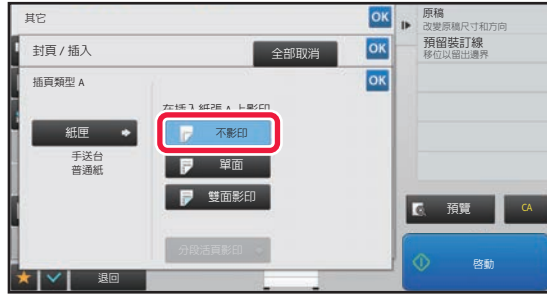 其它
OK
封頁 / 插入
全部取消
OK
插頁類型 A
OK
在插入紙張 A 上影印
紙匣
手送台
普通紙
不影印
單面
雙面影印
分段活頁影印
退回
原稿
改變原稿尺寸和方向
預留裝訂線
移位以留出邊界
預覽
CA
啓動